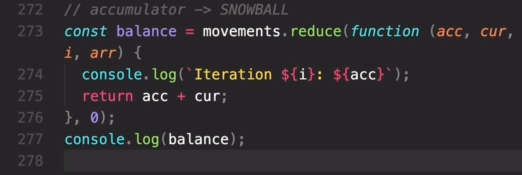 272 // accumulator -> SNOWBALL
273 const balance = movements.reduce(function (acc, cur,
i, arr) {
274 console.log(`Iteration ${i}: ${acc}`);
275 return acc + cur;
276 }, 0);
277 console.log(balance);
278